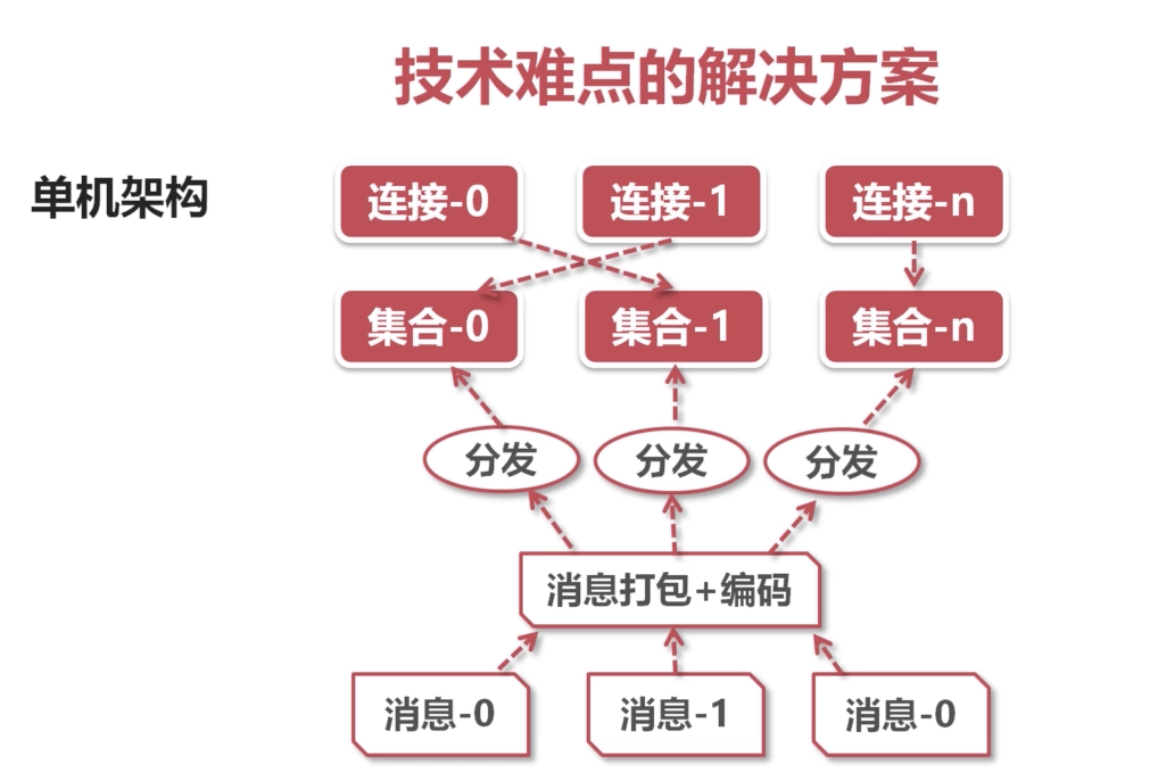 技术难点的解决方案
单机架构
连接-0
连接-1
连接-n
集合-0
集合-1
集合-n
分发
分发
分发
消息打包+编码
消息-0
消息-1
消息-0